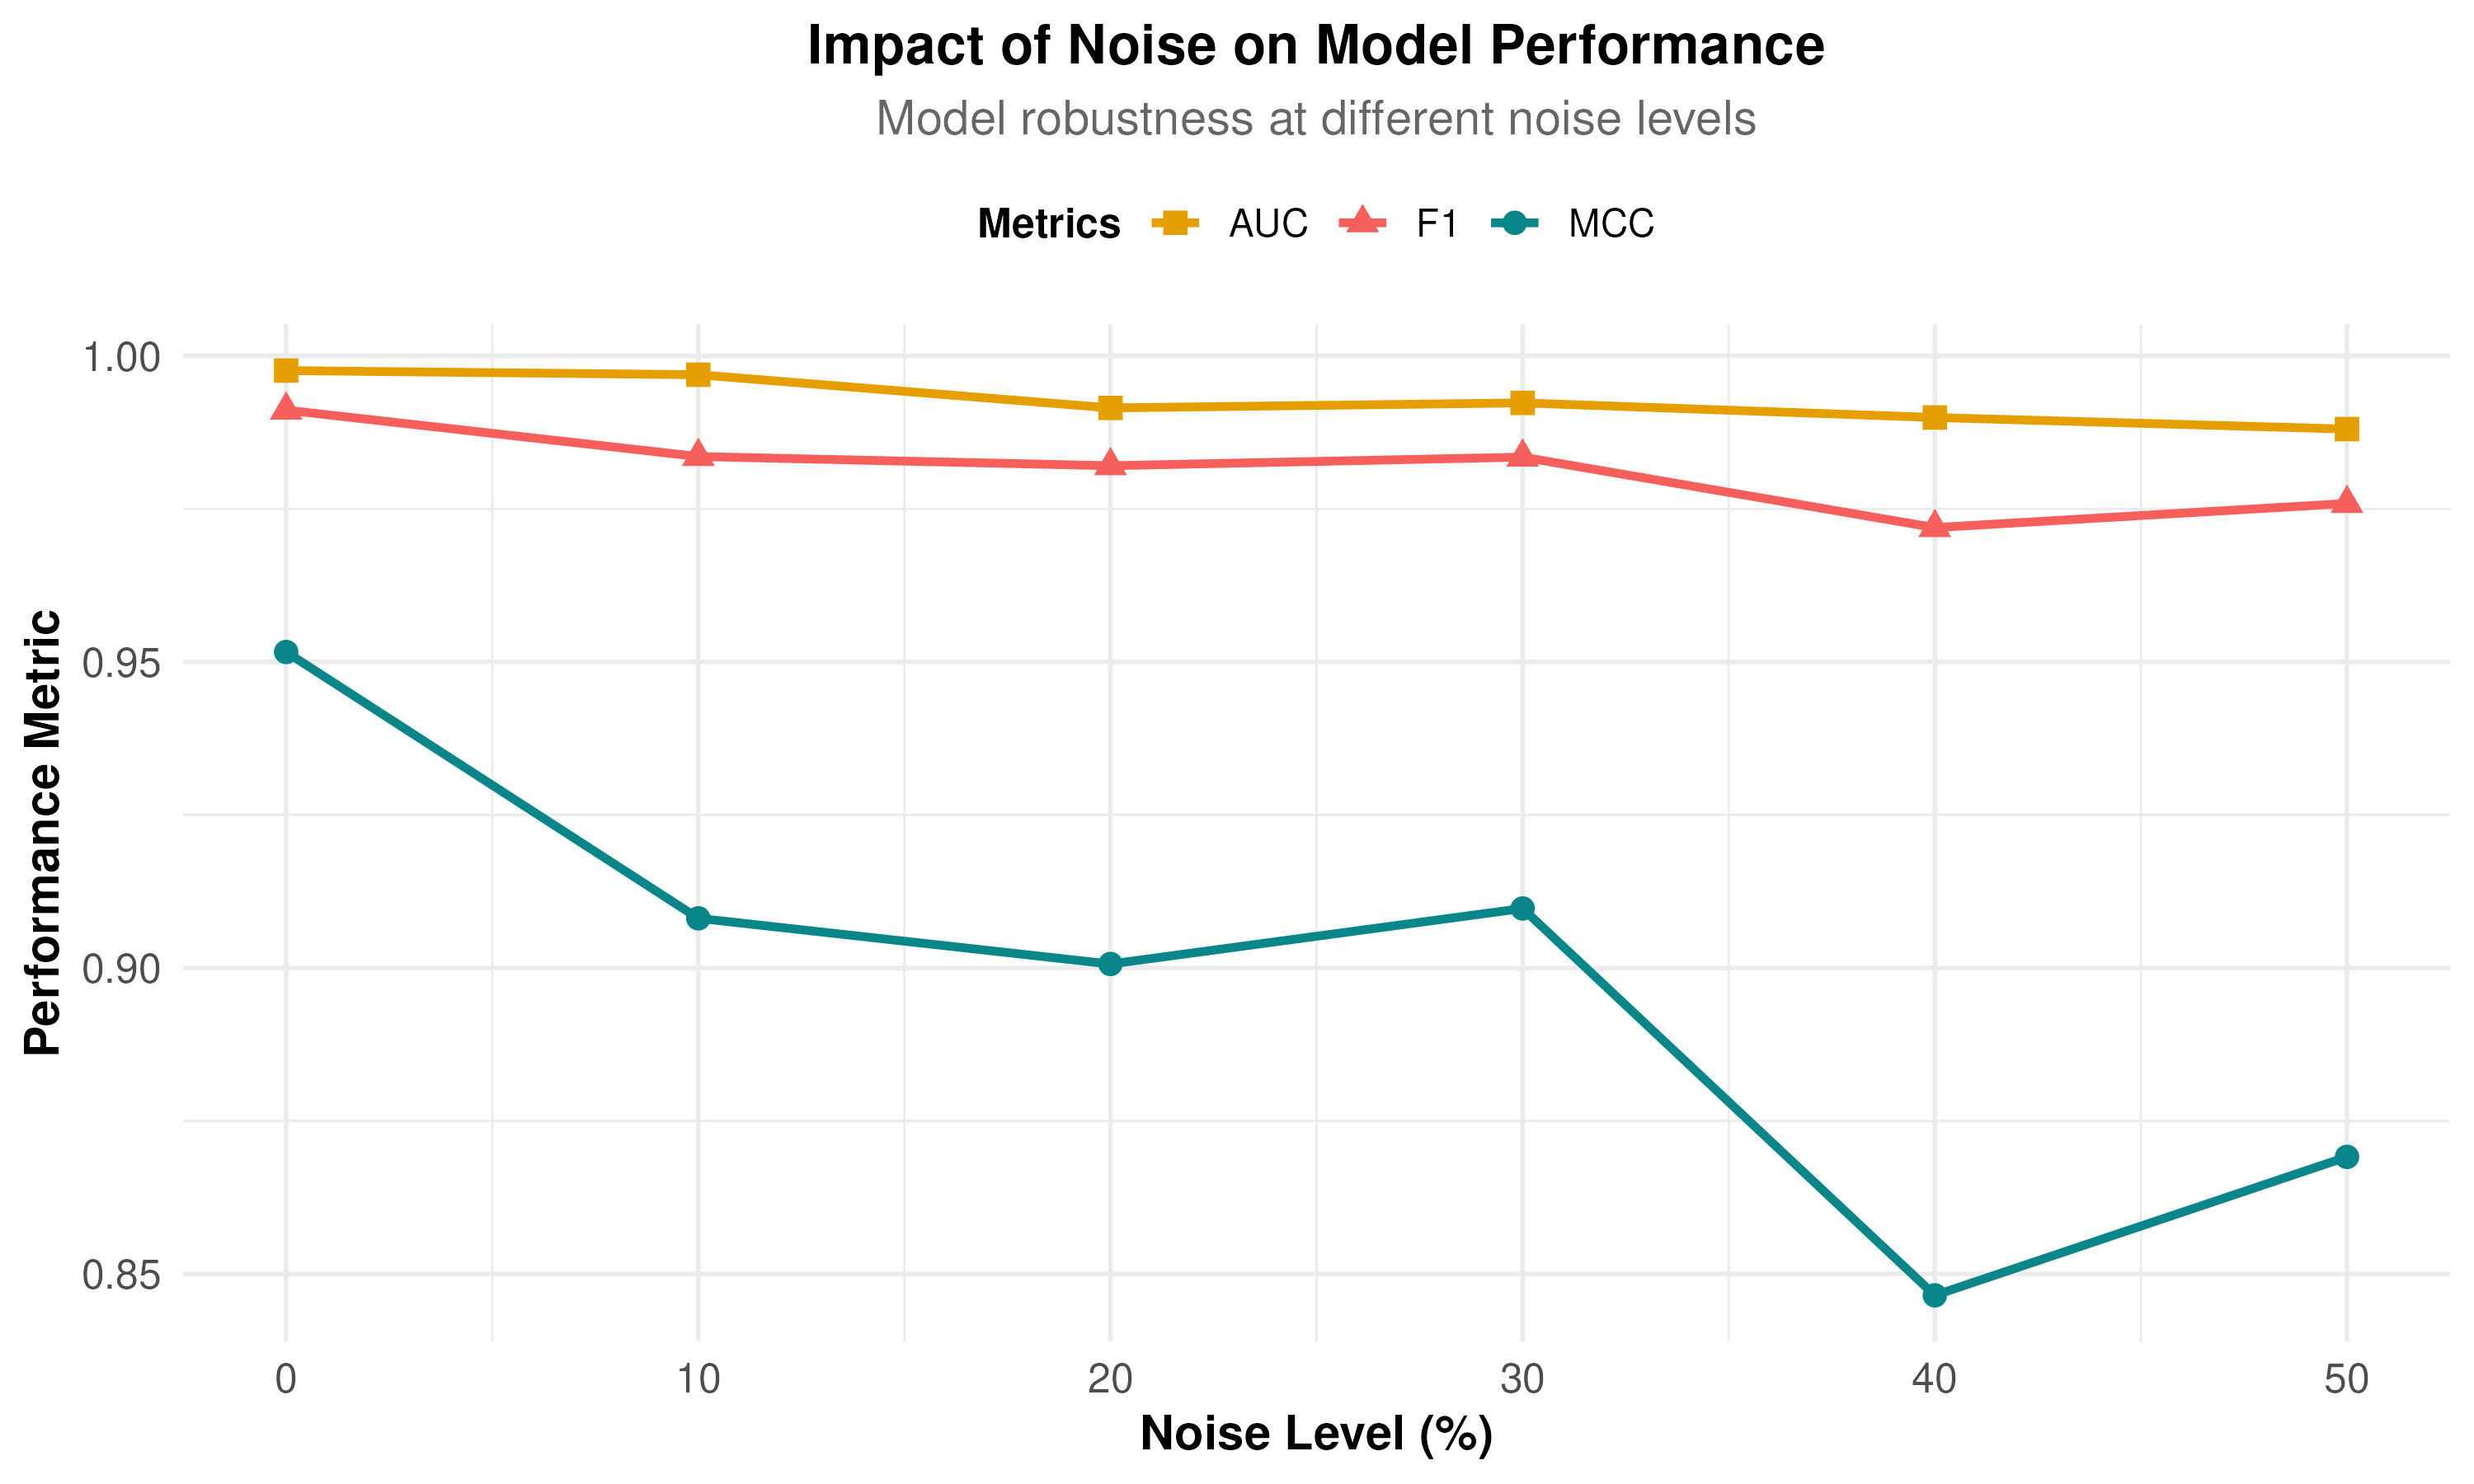 Impact of Noise on Model Performance
Model robustness at different noise levels
Metrics AUC F1 MCC
1.00
0.95
0.90
0.85
Performance Metric
0 10 20 30 40 50
Noise Level (%)